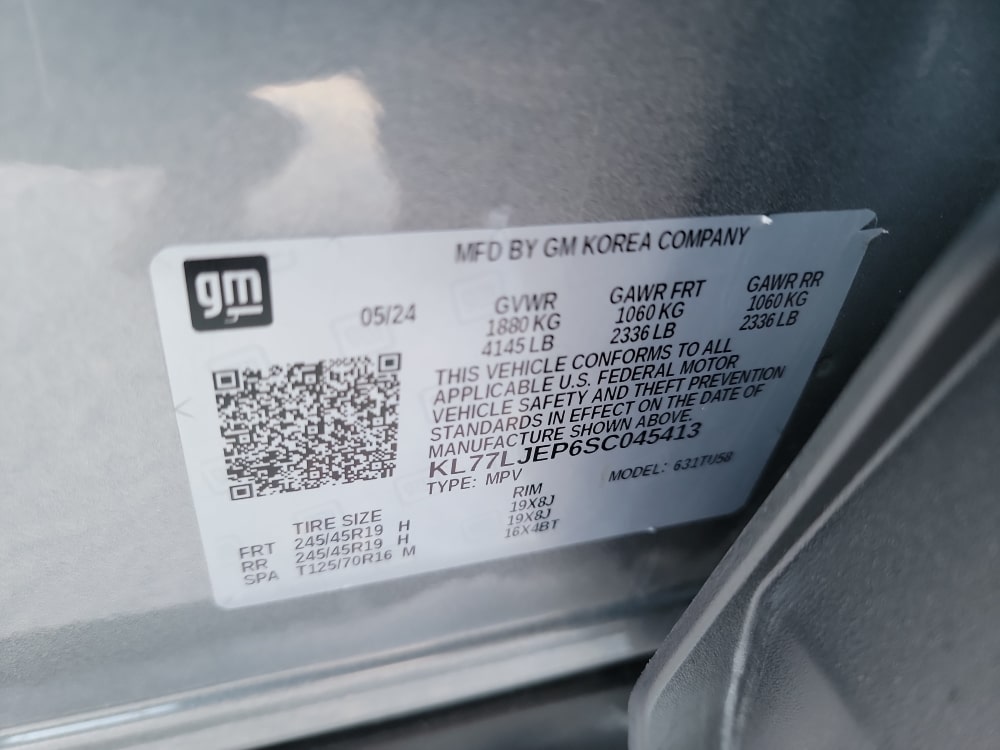 gm
MFD BY GM KOREA COMPANY
05/24
GVWR
1880 KG
4145 LB
GAWR FRT
1060 KG
2336 LB
GAWR RR
1060 KG
2336 LB
THIS VEHICLE CONFORMS TO ALL
APPLICABLE U.S. FEDERAL MOTOR
VEHICLE SAFETY AND THEFT PREVENTION
STANDARDS IN EFFECT ON THE DATE OF
MANUFACTURE SHOWN ABOVE.
KL77LJEP6SC045413
TYPE: MPV
MODEL: 631TU58
TIRE SIZE
RIM
FRT 245/45R19 H 19X8J
RR 245/45R19 H 19X8J
SPA T125/70R16 M 16X4BT